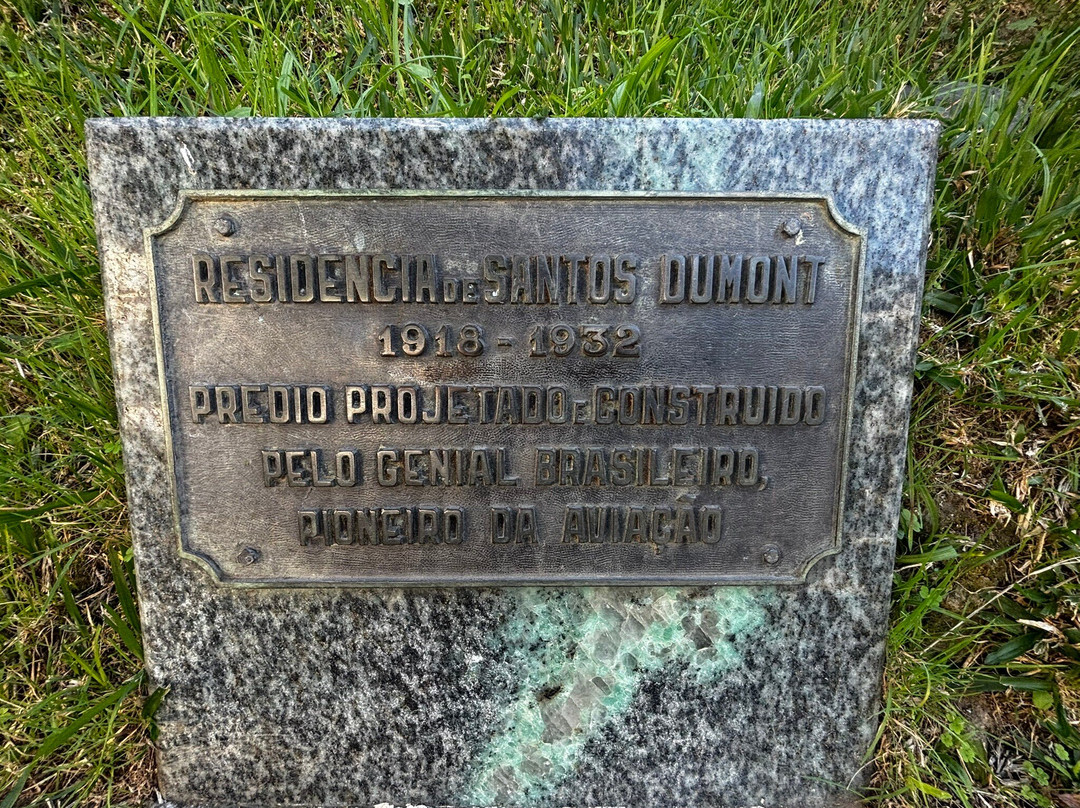 RESIDENCIA DE SANTOS DUMONT
1918 - 1932
PREDIO PROJETADO E CONSTRUIDO
PELO GENIAL BRASILEIRO,
PIONEIRO DA AVIAÇÃO